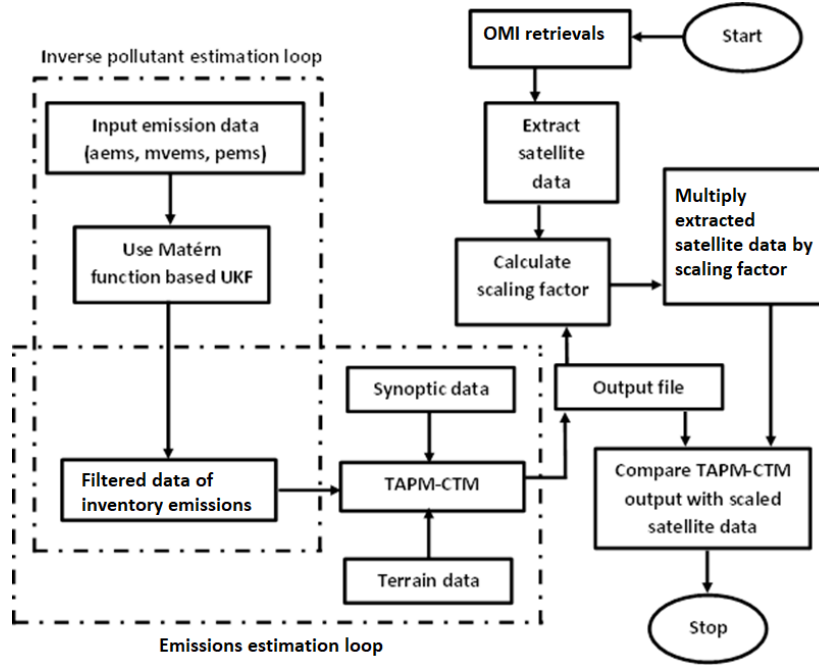 OMI retrievals
Start
Inverse pollutant estimation loop
Input emission data
(aems, mvems, pems)
Extract
satellite
data
Multiply
extracted
satellite data by
scaling factor
Use Matérn
function based UKF
Calculate
scaling factor
Synoptic data
Output file
Filtered data of
inventory emissions
TAPM-CTM
Compare TAPM-CTM
output with scaled
satellite data
Terrain data
Stop
Emissions estimation loop